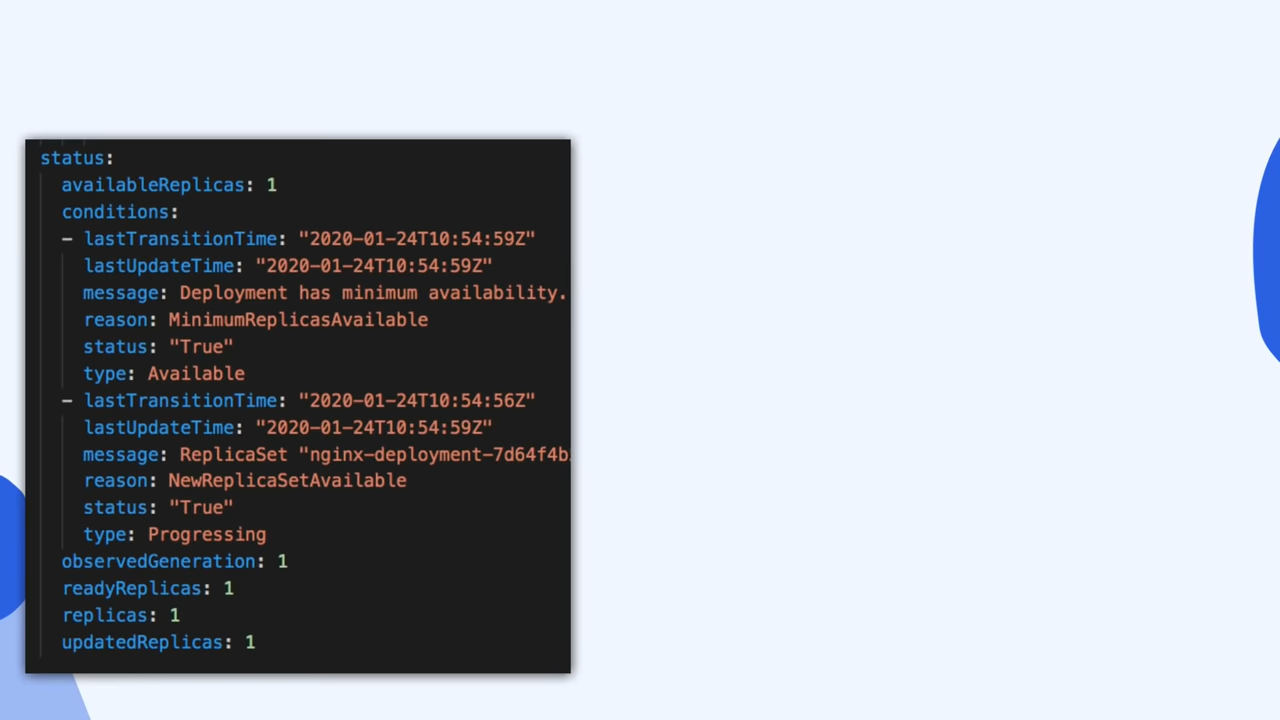 status:
availableReplicas: 1
conditions:
- lastTransitionTime: "2020-01-24T10:54:59Z"
lastUpdateTime: "2020-01-24T10:54:59Z"
message: Deployment has minimum availability.
reason: MinimumReplicasAvailable
status: "True"
type: Available
- lastTransitionTime: "2020-01-24T10:54:56Z"
lastUpdateTime: "2020-01-24T10:54:59Z"
message: ReplicaSet "nginx-deployment-7d64f4b
reason: NewReplicaSetAvailable
status: "True"
type: Progressing
observedGeneration: 1
readyReplicas: 1
replicas: 1
updatedReplicas: 1